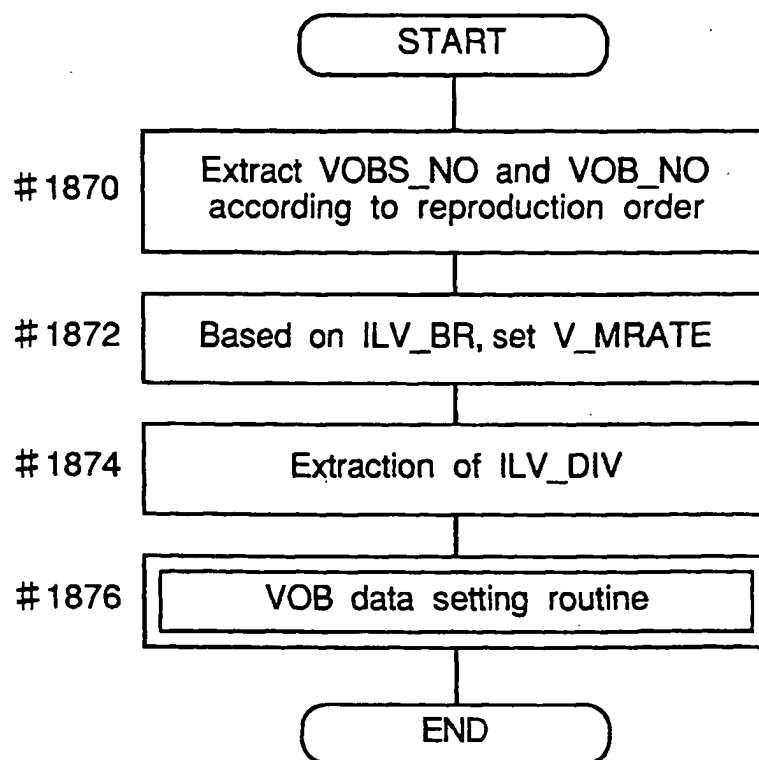 START
#1870
Extract VOBS_NO and VOB_NO
according to reproduction order
#1872
Based on ILV_BR, set V_MRATE
#1874
Extraction of ILV_DIV
#1876
VOB data setting routine
END